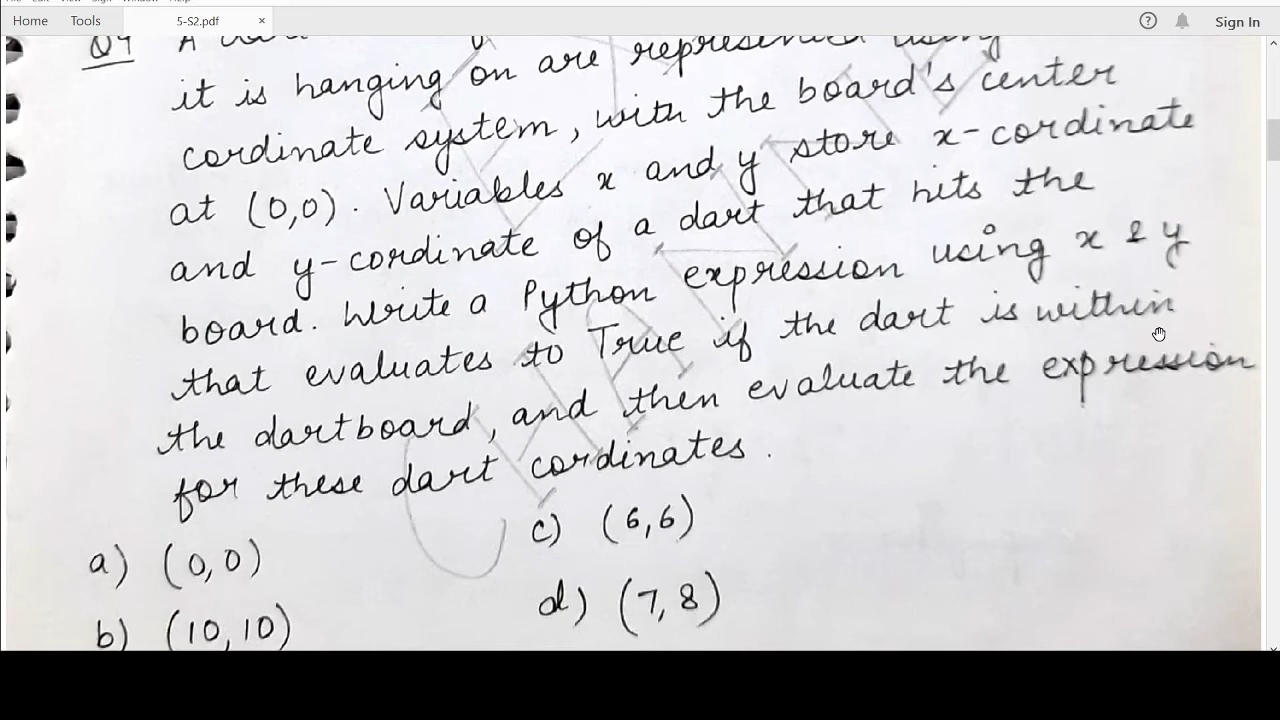 Home Tools 5-S2.pdf × ? Sign In
Q4 A
it is hanging on are represented using
cordinate system, with the board's center
at (0,0). Variables x and y store x-cordinate
and y-cordinate of a dart that hits the
board. Write a Python expression using x & y
that evaluates to True if the dart is within
the dartboard, and then evaluate the expression
for these dart cordinates.
a) (0,0)
c) (6,6)
b) (10,10)
d) (7,8)